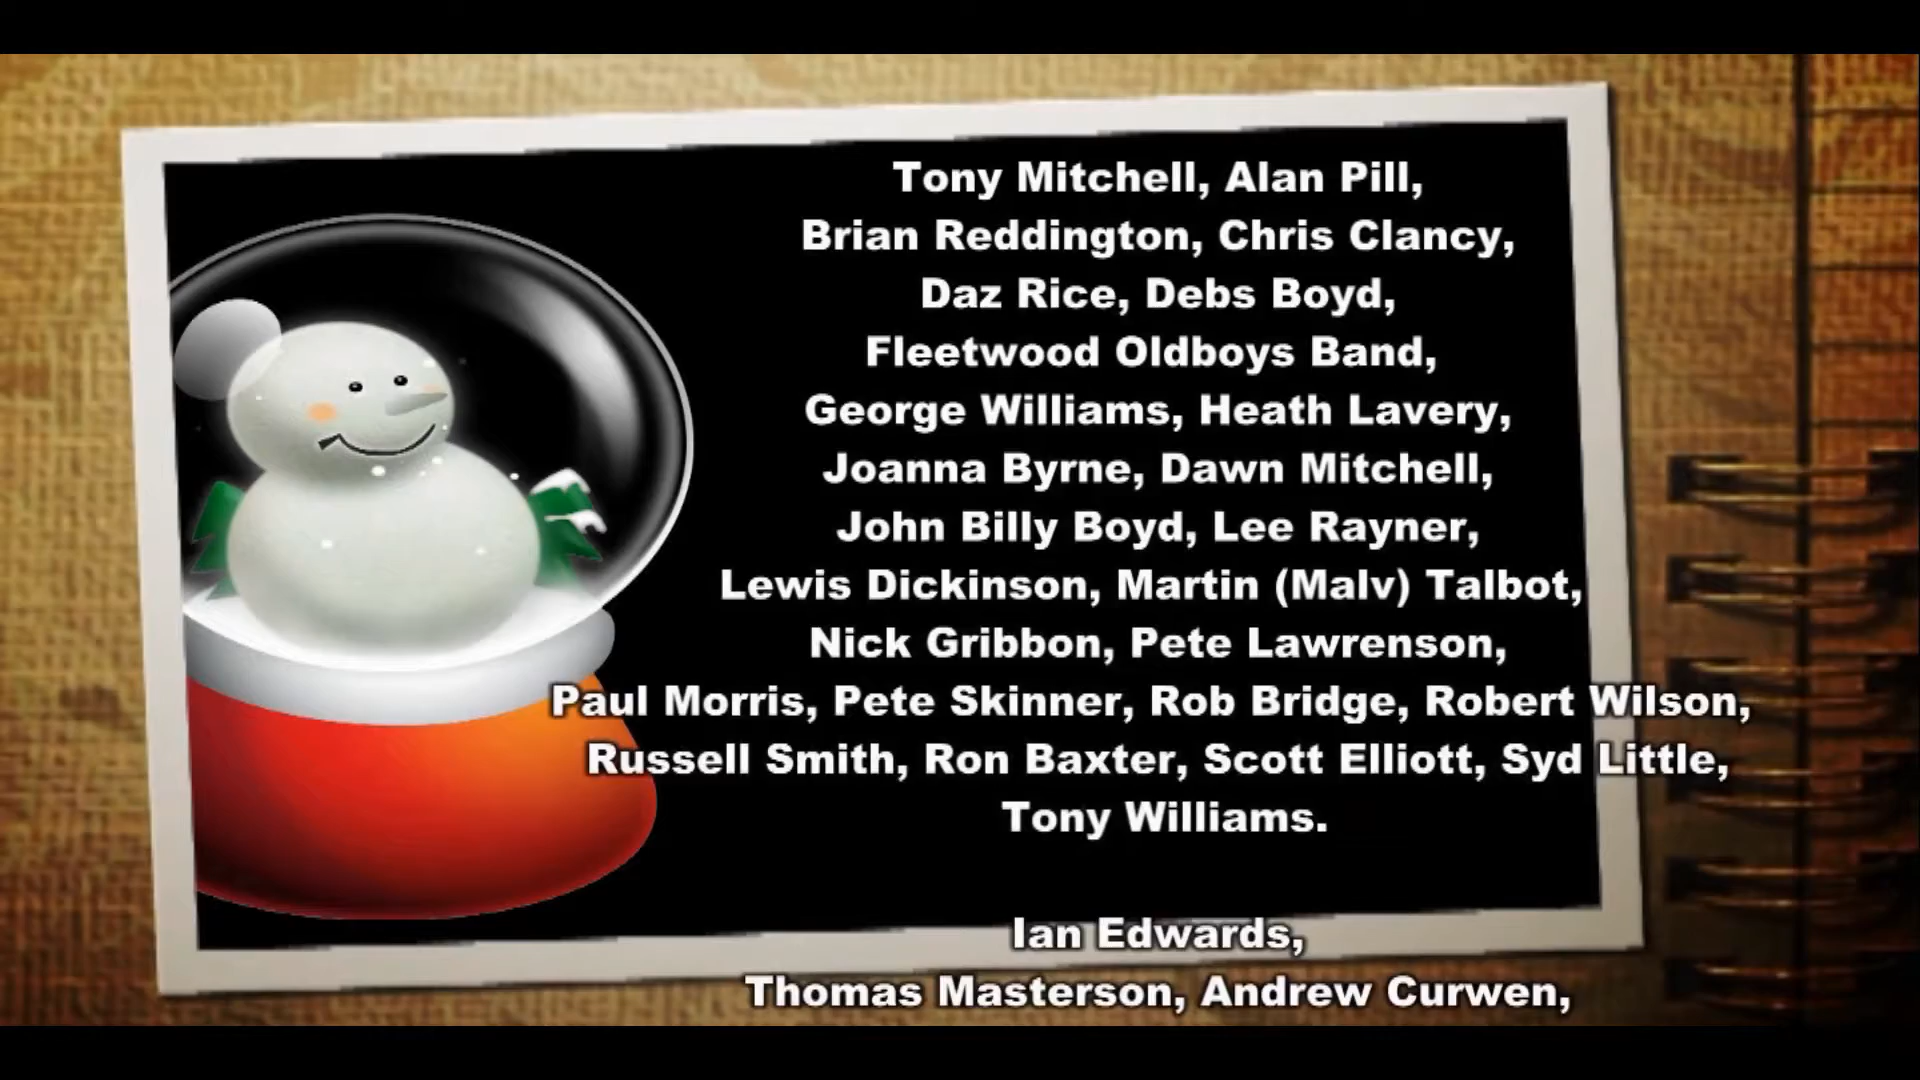 Tony Mitchell, Alan Pill,
Brian Reddington, Chris Clancy,
Daz Rice, Debs Boyd,
Fleetwood Oldboys Band,
George Williams, Heath Lavery,
Joanna Byrne, Dawn Mitchell,
John Billy Boyd, Lee Rayner,
Lewis Dickinson, Martin (Malv) Talbot,
Nick Gribbon, Pete Lawrenson,
Paul Morris, Pete Skinner, Rob Bridge, Robert Wilson,
Russell Smith, Ron Baxter, Scott Elliott, Syd Little,
Tony Williams.
Ian Edwards,
Thomas Masterson, Andrew Curwen,